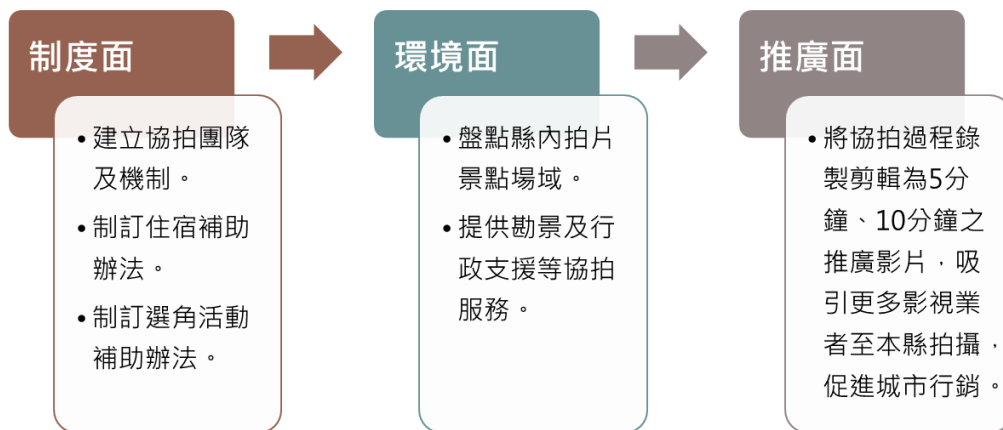 制度面
• 建立協拍團隊
及機制。
• 制訂住宿補助
辦法。
• 制訂選角活動
補助辦法。
環境面
• 盤點縣內拍片
景點場域。
• 提供勘景及行
政支援等協拍
服務。
推廣面
• 將協拍過程錄
製剪輯為5分
鐘、10分鐘之
推廣影片，吸
引更多影視業
者至本縣拍攝，
促進城市行銷。